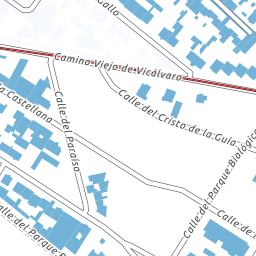 Gallo
Camino Viejo de Vicálvaro
Castellana
Calle del Cristo de la Guía
Calle del Paraíso
Calle del Parque Biológico
Calle de
Calle del Parque